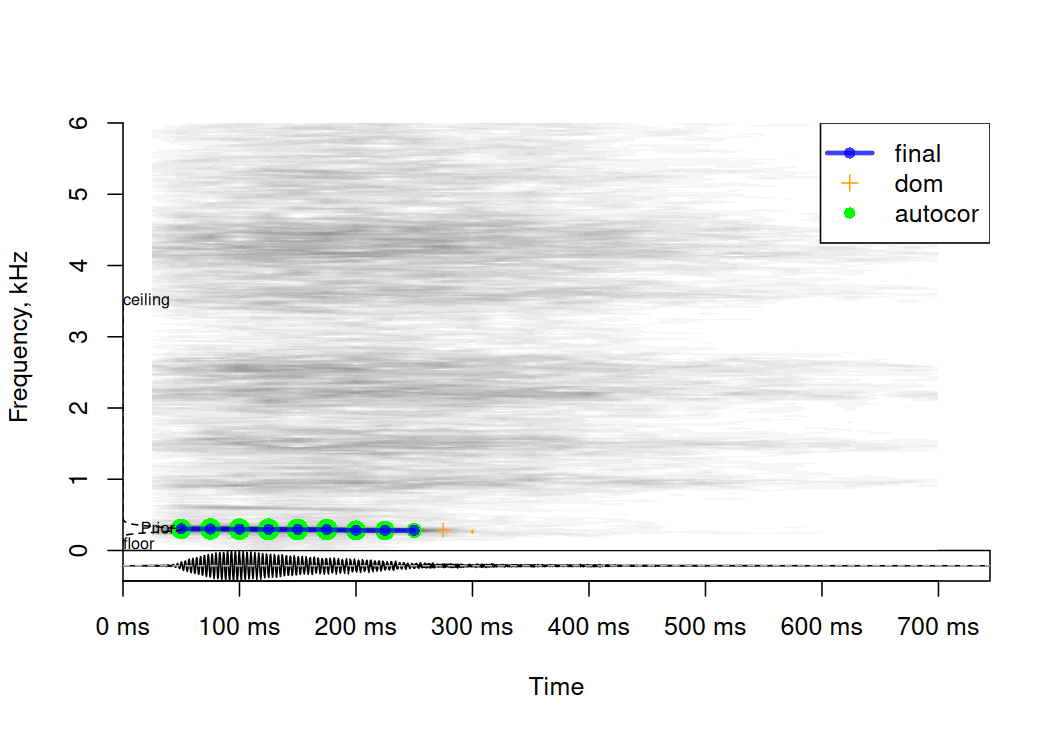 final
dom
autocor
Frequency, kHz
6
5
4
3
2
1
0
ceiling
Prior
floor
0 ms 100 ms 200 ms 300 ms 400 ms 500 ms 600 ms 700 ms
Time